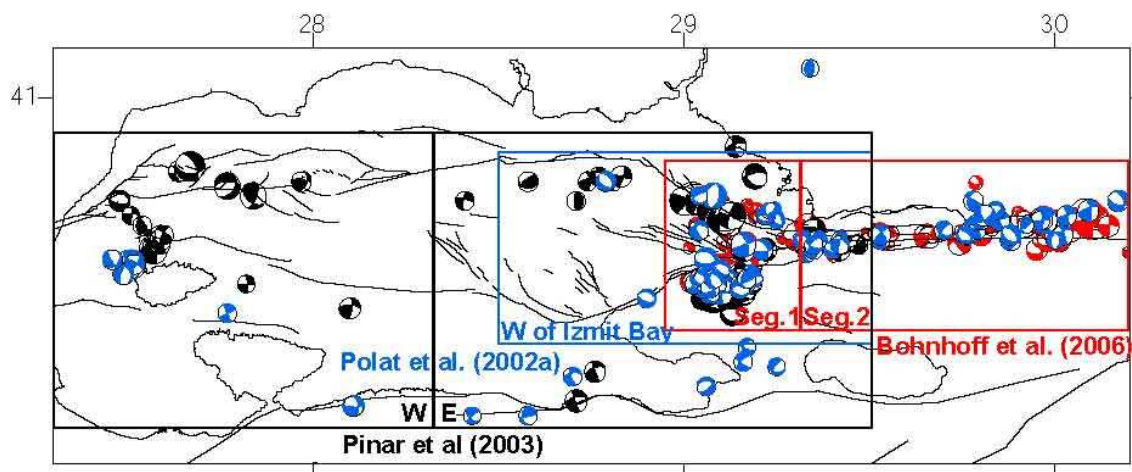 28 29 30
41
Seg.1 Seg.2
W of Izmit Bay
Bohnhoff et al. (2006)
Polat et al. (2002a)
W E
Pinar et al (2003)